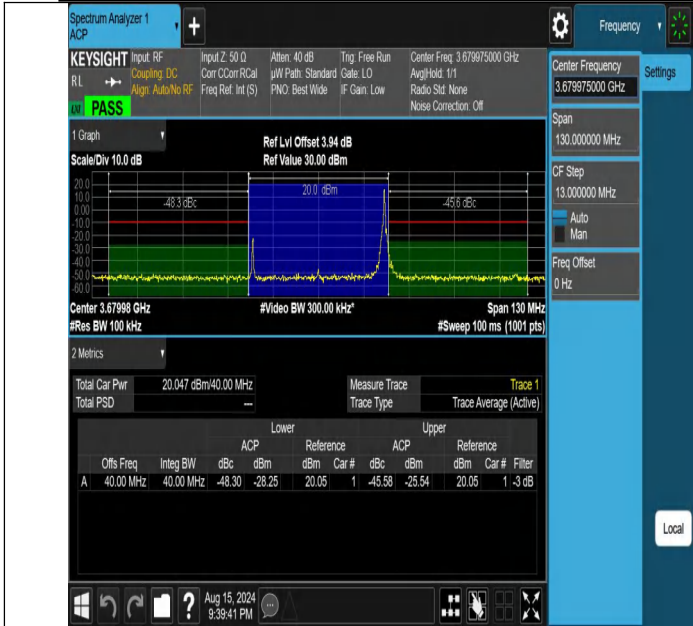 Spectrum Analyzer 1
ACP
+
Frequency
KEYSIGHT Input: RF Input Z: 50 Ω Atten: 40 dB Trig: Free Run Center Freq: 3.679975000 GHz
RL Coupling: DC Corr CCorr RCal µW Path: Standard Gate: LO Avg|Hold: 1/1
Align: Auto/No RF Freq Ref: Int (S) PNO: Best Wide IF Gain: Low Radio Std: None
PASS Noise Correction: Off
Center Frequency
3.679975000 GHz
Settings
Span
130.000000 MHz
CF Step
13.000000 MHz
Auto
Man
Freq Offset
0 Hz
1 Graph
Ref Lvl Offset 3.94 dB
Scale/Div 10.0 dB Ref Value 30.00 dBm
20.0
10.0
0.00
-10.0
-20.0
-30.0
-40.0
-50.0
-60.0
-48.3 dBc 20.0 dBm -45.6 dBc
Center 3.67998 GHz #Video BW 300.00 kHz* Span 130 MHz
#Res BW 100 kHz #Sweep 100 ms (1001 pts)
2 Metrics
Total Car Pwr 20.047 dBm/40.00 MHz Measure Trace Trace 1
Total PSD --- Trace Type Trace Average (Active)
Lower Upper
ACP Reference ACP Reference
Offs Freq Integ BW dBc dBm dBm Car # dBc dBm dBm Car # Filter
A 40.00 MHz 40.00 MHz -48.30 -28.25 20.05 1 -45.58 -25.54 20.05 1 -3 dB
Local
? Aug 15, 2024
9:39:41 PM